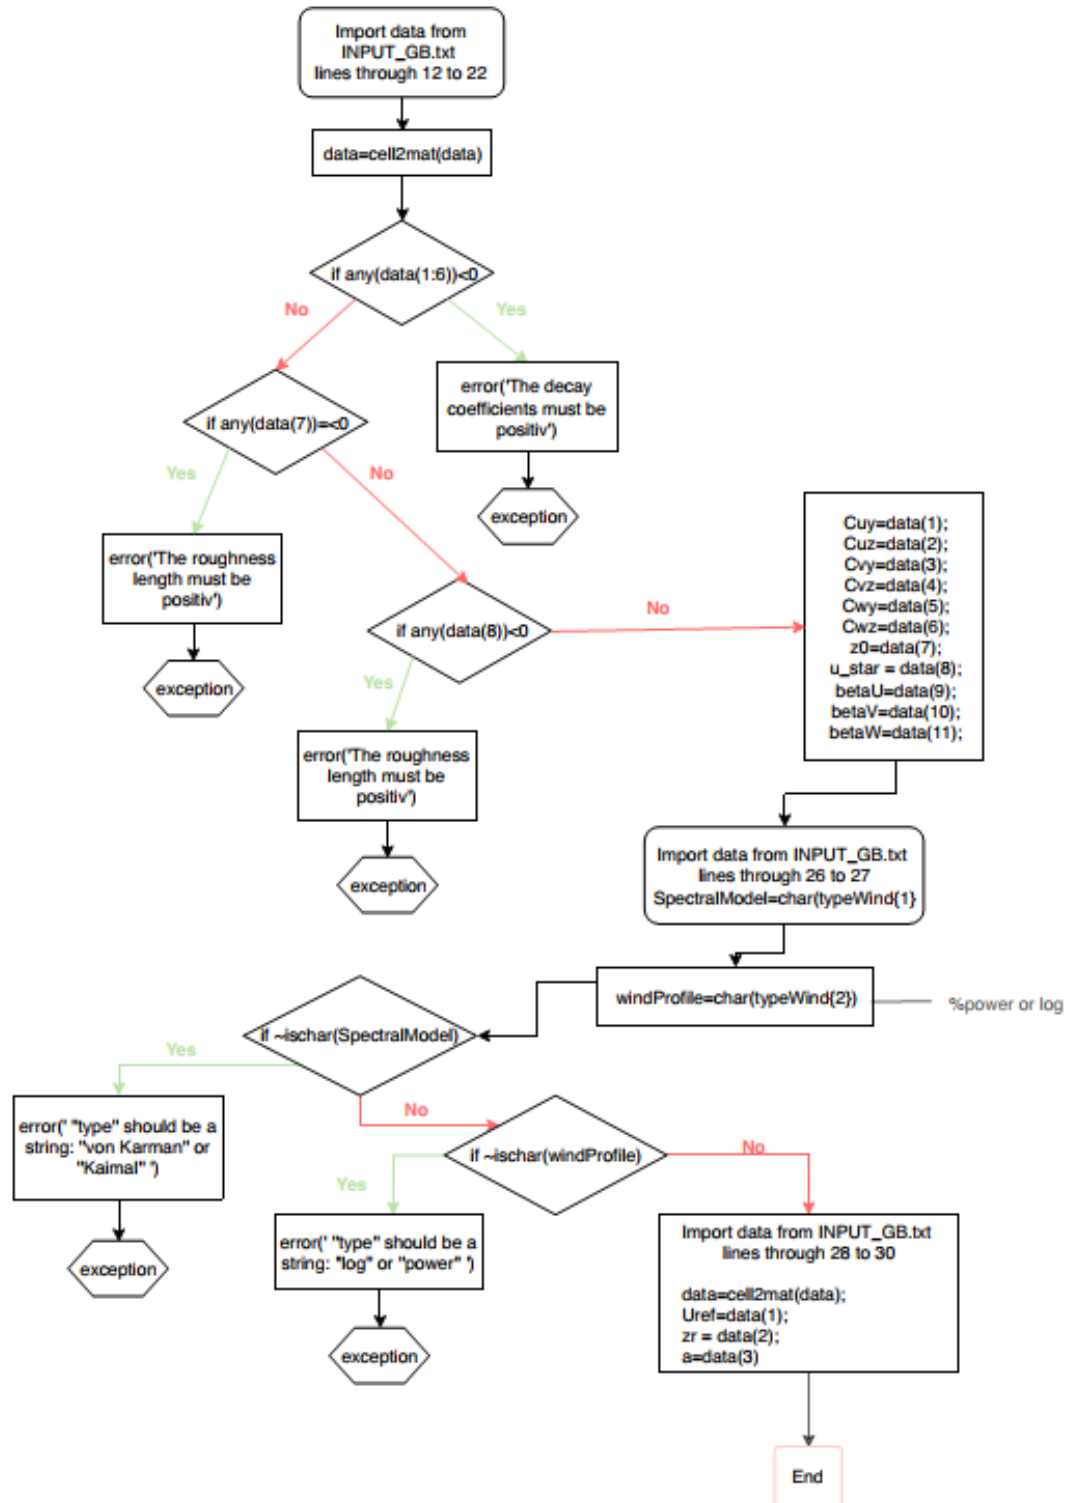 Import data from
INPUT_GB.txt
lines through 12 to 22
data=cell2mat(data)
if any(data(1:6))<0
No
Yes
error('The decay
coefficients must be
positiv')
exception
if any(data(7))=<0
Yes
No
error('The roughness
length must be
positiv')
exception
if any(data(8))<0
No
Yes
error('The roughness
length must be
positiv')
exception
Cuy=data(1);
Cuz=data(2);
Cvy=data(3);
Cvz=data(4);
Cwy=data(5);
Cwz=data(6);
z0=data(7);
u_star = data(8);
betaU=data(9);
betaV=data(10);
betaW=data(11);
Import data from INPUT_GB.txt
lines through 26 to 27
SpectralModel=char(typeWind{1}
windProfile=char(typeWind{2})
%power or log
if ~ischar(SpectralModel)
Yes
No
error(' "type" should be a
string: "von Karman" or
"Kaimal" ')
exception
if ~ischar(windProfile)
Yes
No
error(' "type" should be a
string: "log" or "power" ')
exception
Import data from INPUT_GB.txt
lines through 28 to 30
data=cell2mat(data);
Uref=data(1);
zr = data(2);
a=data(3)
End